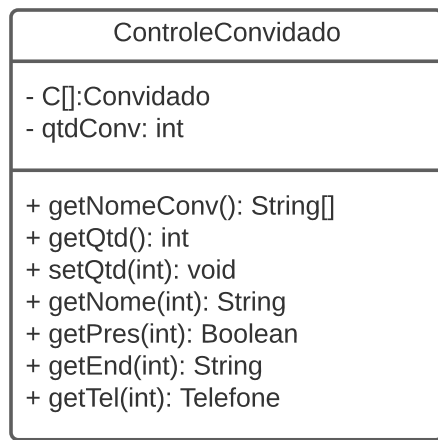 ControleConvidado
- C[]:Convidado
- qtdConv: int
+ getNomeConv(): String[]
+ getQtd(): int
+ setQtd(int): void
+ getNome(int): String
+ getPres(int): Boolean
+ getEnd(int): String
+ getTel(int): Telefone